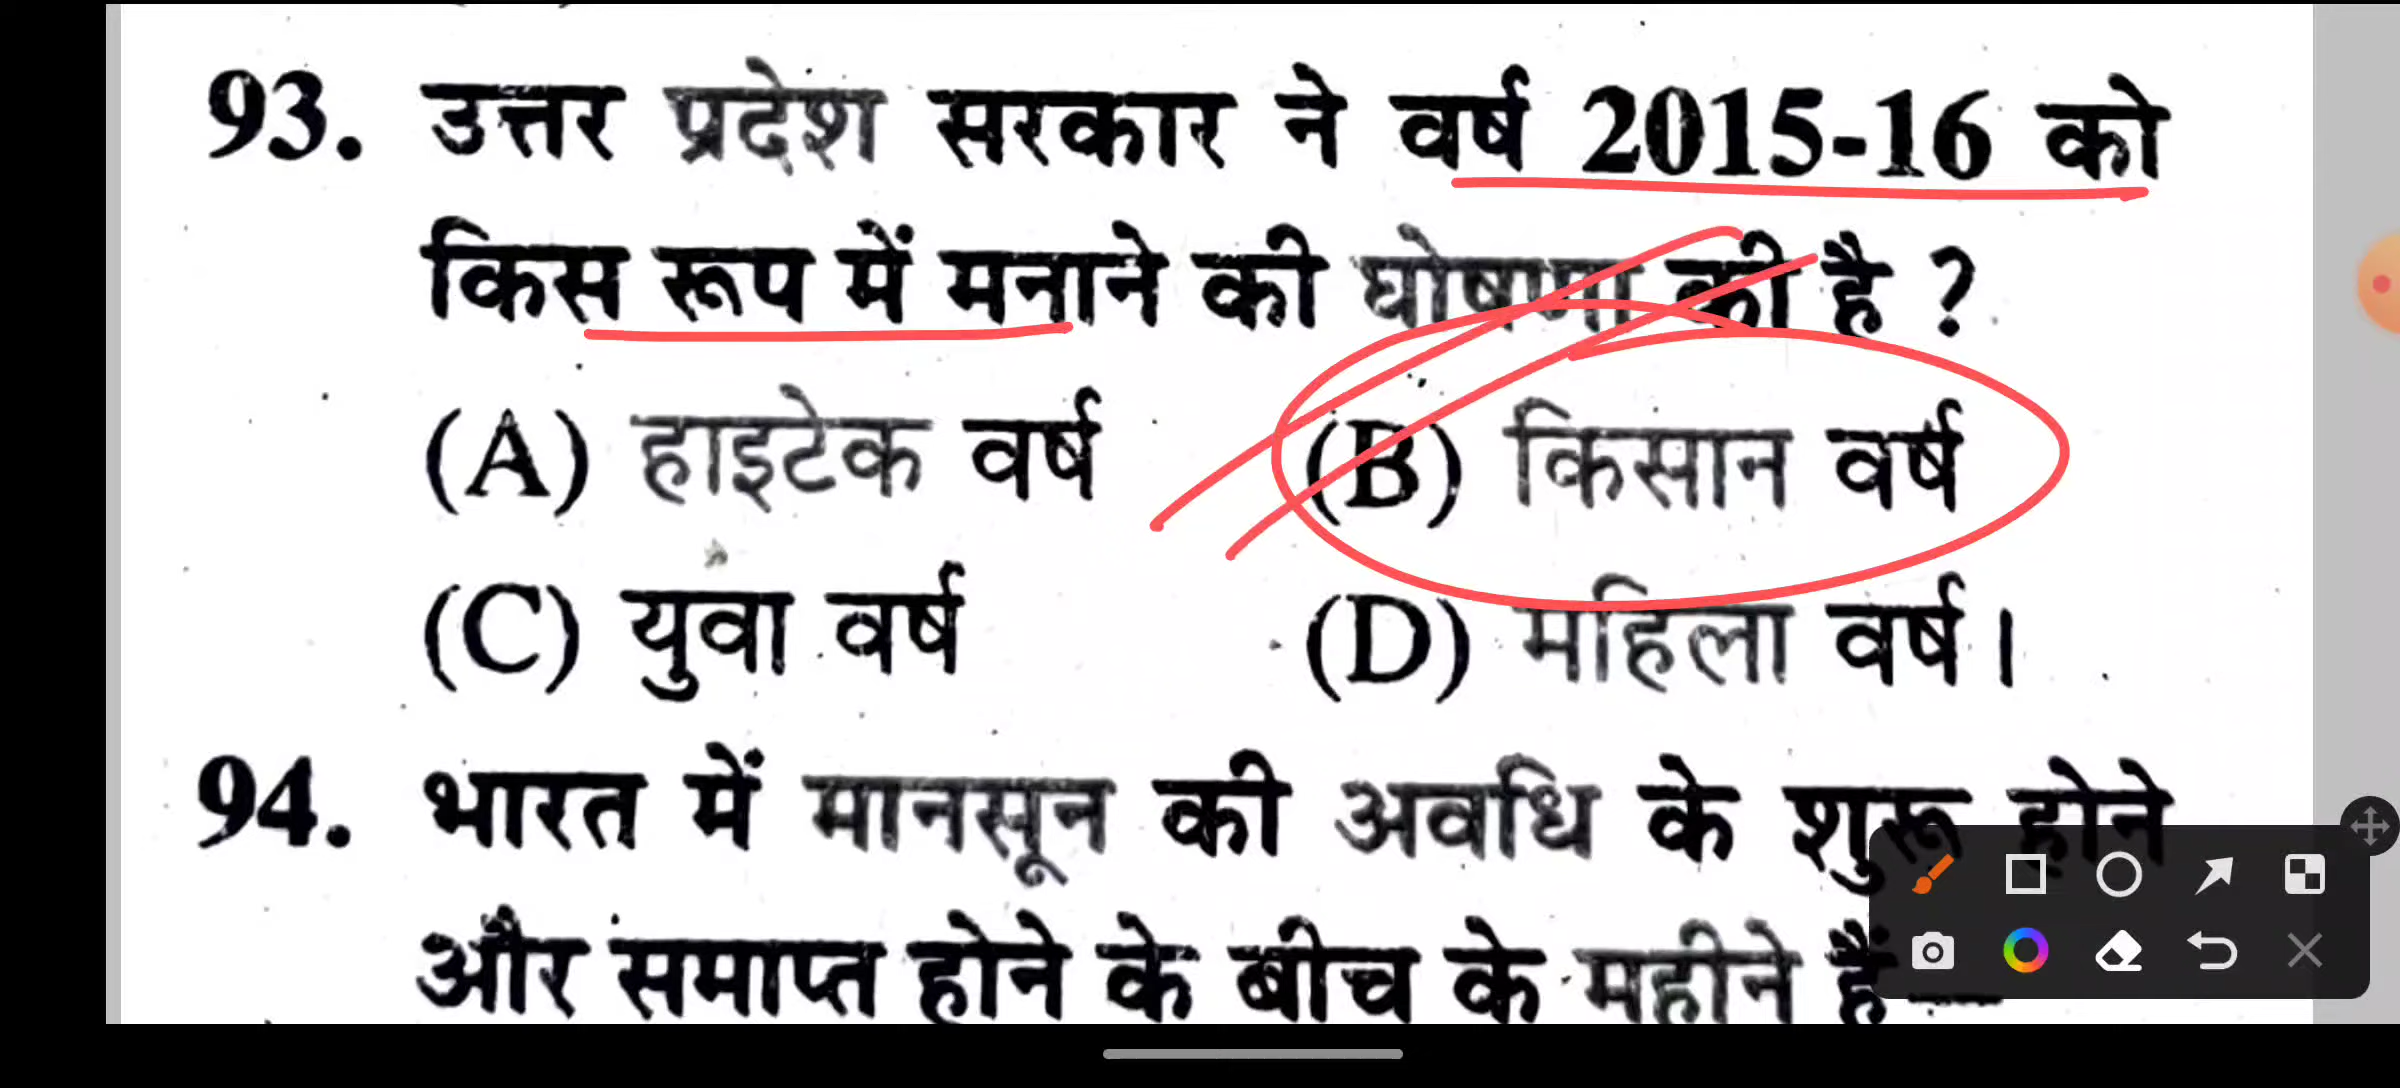 93. उत्तर प्रदेश सरकार ने वर्ष 2015-16 को
किस रूप में मनाने की घोषणा की है ?
(A) हाइटेक वर्ष (B) किसान वर्ष
(C) युवा वर्ष (D) महिला वर्ष।
94. भारत में मानसून की अवधि के शुरू होने
और समाप्त होने के बीच के महीने हैं—